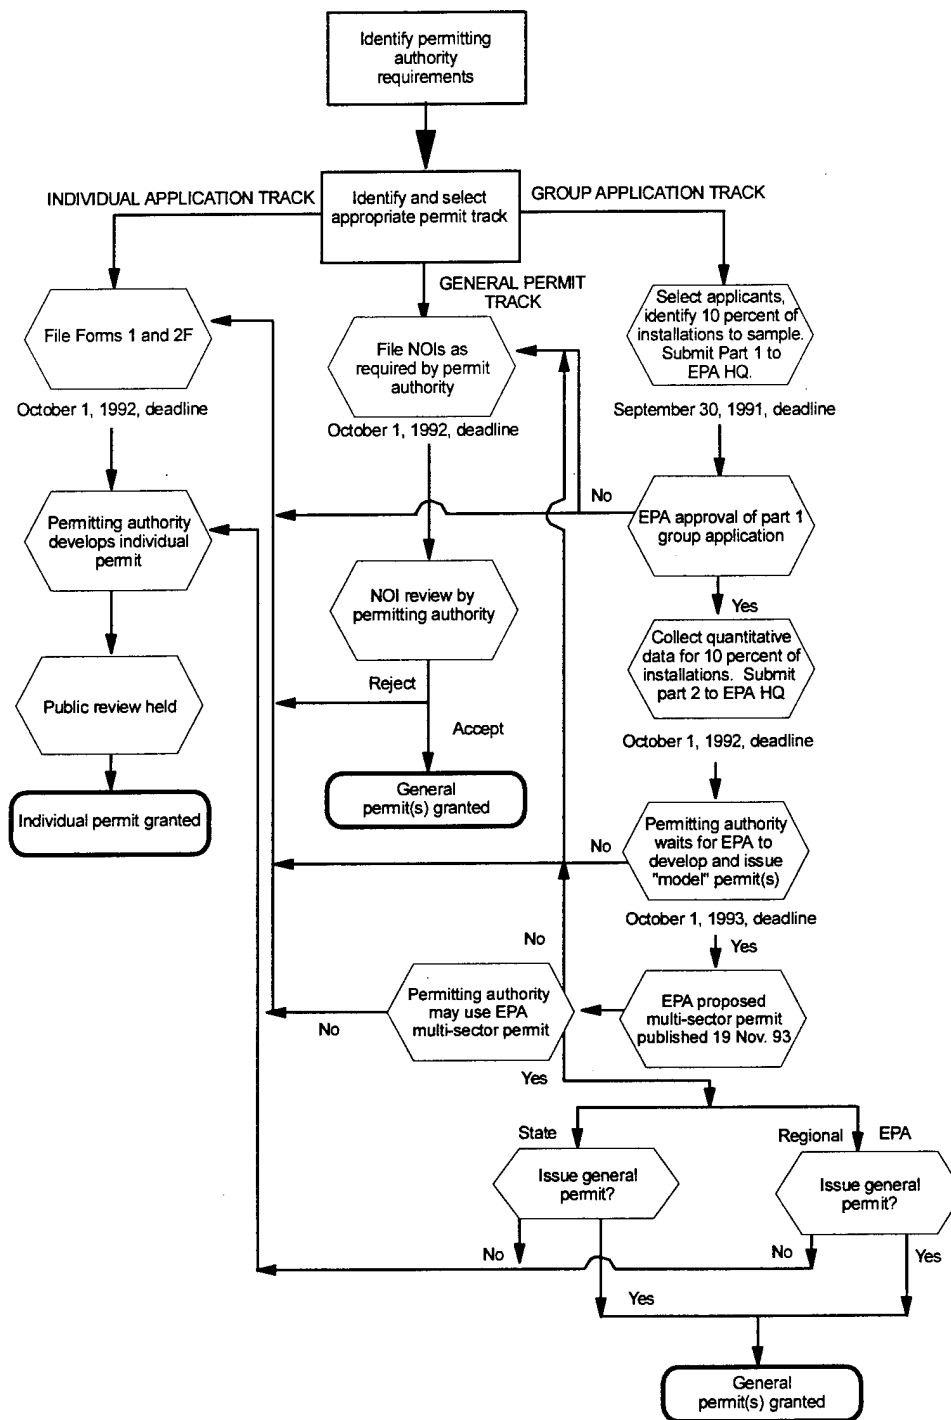 Identify permitting
authority
requirements
INDIVIDUAL APPLICATION TRACK
Identify and select
appropriate permit track
GROUP APPLICATION TRACK
GENERAL PERMIT
TRACK
File Forms 1 and 2F
October 1, 1992, deadline
Permitting authority
develops individual
permit
Public review held
Individual permit granted
File NOIs as
required by permit
authority
October 1, 1992, deadline
NOI review by
permitting authority
Reject
Accept
General
permit(s) granted
Select applicants,
identify 10 percent of
installations to sample.
Submit Part 1 to
EPA HQ.
September 30, 1991, deadline
No
EPA approval of part 1
group application
Yes
Collect quantitative
data for 10 percent of
installations. Submit
part 2 to EPA HQ
October 1, 1992, deadline
No
Permitting authority
waits for EPA to
develop and issue
"model" permit(s)
October 1, 1993, deadline
No
Yes
Permitting authority
may use EPA
multi-sector permit
No
EPA proposed
multi-sector permit
published 19 Nov. 93
Yes
State
Regional EPA
Issue general
permit?
Issue general
permit?
No
No
Yes
Yes
General
permit(s) granted